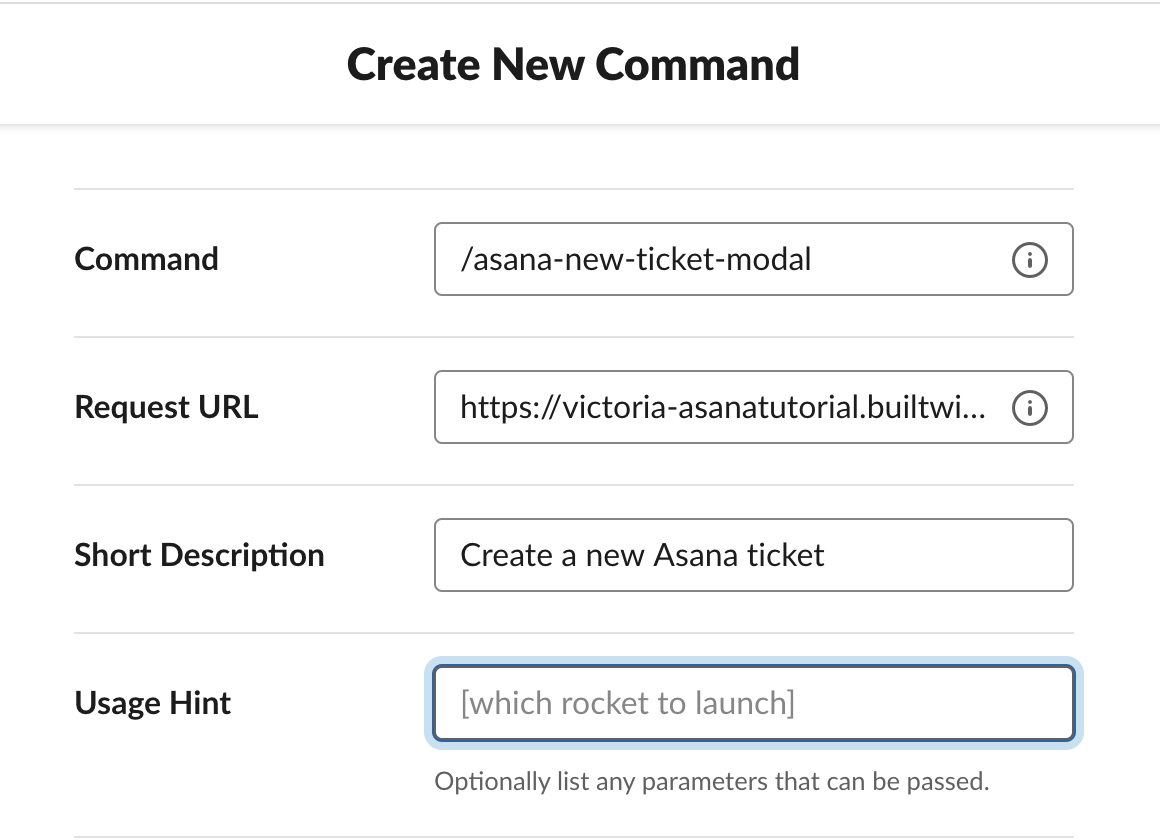 Create New Command
Command
/asana-new-ticket-modal
Request URL
https://victoria-asanatutorial.builtwi...
Short Description
Create a new Asana ticket
Usage Hint
[which rocket to launch]
Optionally list any parameters that can be passed.